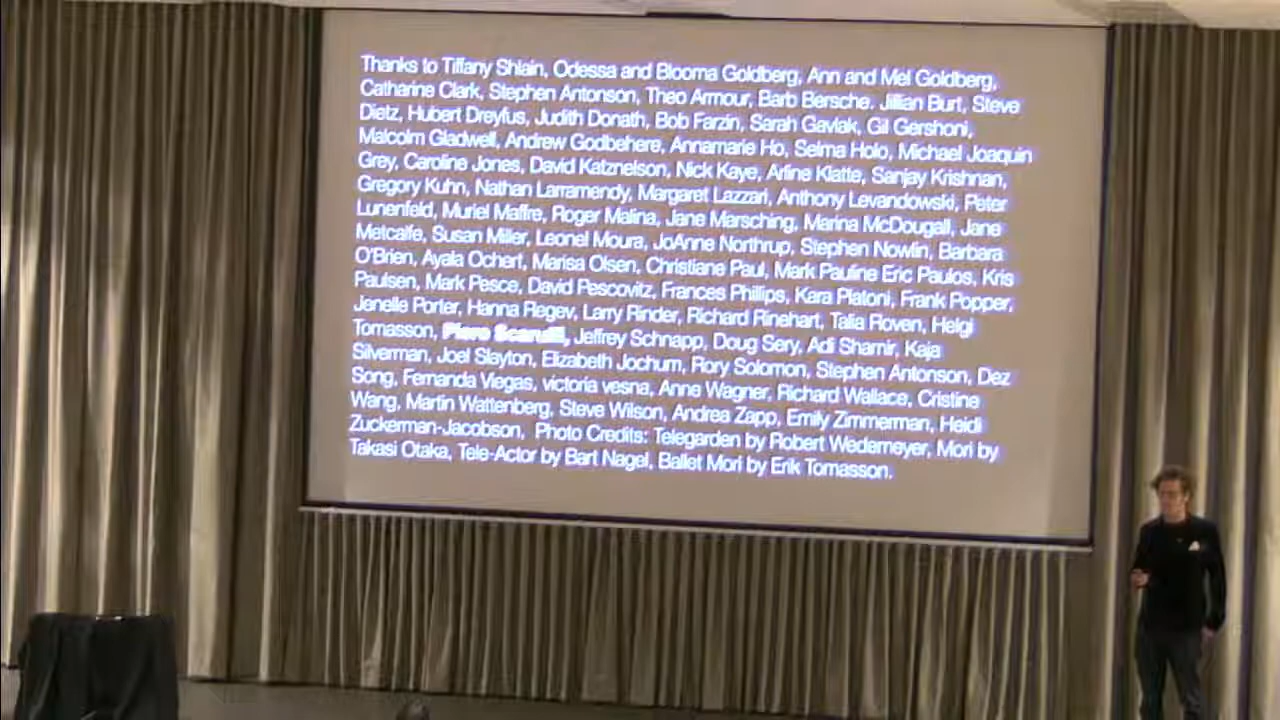 Thanks to Tiffany Shlain, Odessa and Blooma Goldberg, Ann and Mel Goldberg,
Catharine Clark, Stephen Antonson, Theo Armour, Barb Bersche. Jillian Burt, Steve
Dietz, Hubert Dreyfus, Judith Donath, Bob Farzin, Sarah Gavlak, Gil Gershoni,
Malcolm Gladwell, Andrew Godbehere, Annamarie Ho, Selma Holo, Michael Joaquin
Grey, Caroline Jones, David Katznelson, Nick Kaye, Arline Klatte, Sanjay Krishnan,
Gregory Kuhn, Nathan Larramendy, Margaret Lazzari, Anthony Levandowski, Peter
Lunenfeld, Muriel Maffre, Roger Malina, Jane Marsching, Marina McDougall, Jane
Metcalfe, Susan Miller, Leonel Moura, JoAnne Northrup, Stephen Nowlin, Barbara
O'Brien, Ayala Ochert, Marisa Olsen, Christiane Paul, Mark Pauline Eric Paulos, Kris
Paulsen, Mark Pesce, David Pescovitz, Frances Phillips, Kara Platoni, Frank Popper,
Jenelle Porter, Hanna Regev, Larry Rinder, Richard Rinehart, Talia Roven, Helgi
Tomasson, Piero Scaruffi, Jeffrey Schnapp, Doug Sery, Adi Shamir, Kaja
Silverman, Joel Slayton, Elizabeth Jochum, Rory Solomon, Stephen Antonson, Dez
Song, Fernanda Viegas, victoria vesna, Anne Wagner, Richard Wallace, Cristine
Wang, Martin Wattenberg, Steve Wilson, Andrea Zapp, Emily Zimmerman, Heidi
Zuckerman-Jacobson, Photo Credits: Telegarden by Robert Wedemeyer, Mori by
Takasi Otaka, Tele-Actor by Bart Nagel, Ballet Mori by Erik Tomasson.